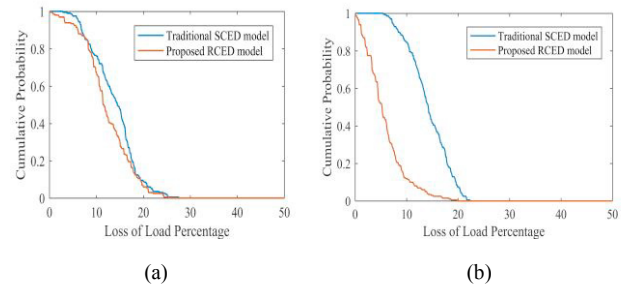 1
0.8
0.6
0.4
0.2
0
0 10 20 30 40 50
Cumulative Probability
Loss of Load Percentage
Traditional SCED model
Proposed RCED model
(a)
1
0.8
0.6
0.4
0.2
0
0 10 20 30 40 50
Cumulative Probability
Loss of Load Percentage
Traditional SCED model
Proposed RCED model
(b)